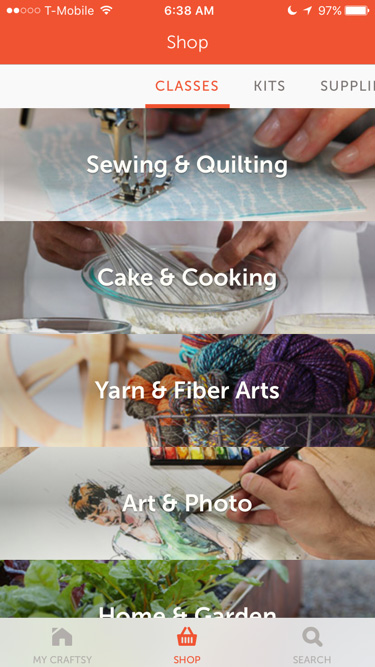 T-Mobile 6:38 AM 97%
Shop
CLASSES KITS SUPPLI
Sewing & Quilting
Cake & Cooking
Yarn & Fiber Arts
Art & Photo
Home & Garden
MY CRAFTSY SHOP SEARCH